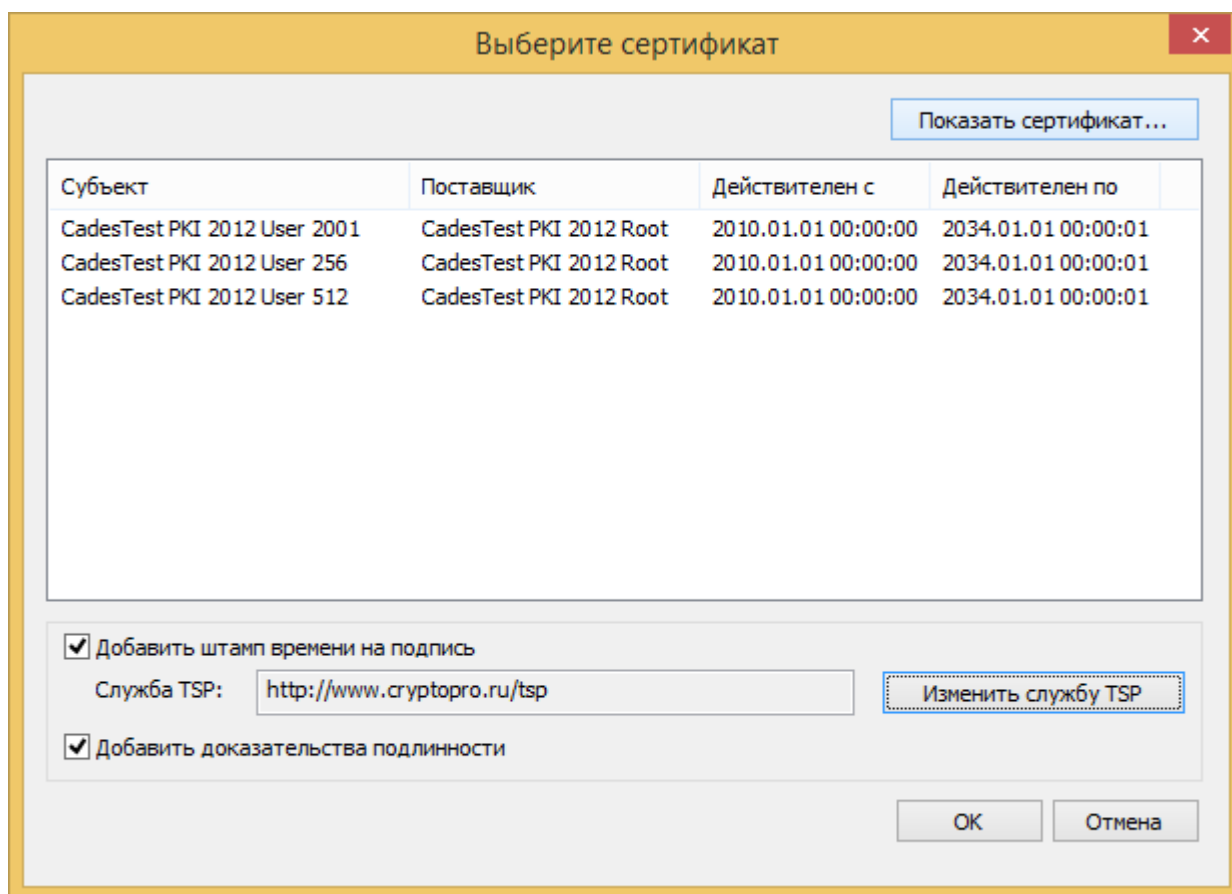 Выберите сертификат
Показать сертификат...
Субъект Поставщик Действителен с Действителен по
CadesTest PKI 2012 User 2001 CadesTest PKI 2012 Root 2010.01.01 00:00:00 2034.01.01 00:00:01
CadesTest PKI 2012 User 256 CadesTest PKI 2012 Root 2010.01.01 00:00:00 2034.01.01 00:00:01
CadesTest PKI 2012 User 512 CadesTest PKI 2012 Root 2010.01.01 00:00:00 2034.01.01 00:00:01
Добавить штамп времени на подпись
Служба TSP: http://www.cryptopro.ru/tsp Изменить службу TSP
Добавить доказательства подлинности
OK Отмена